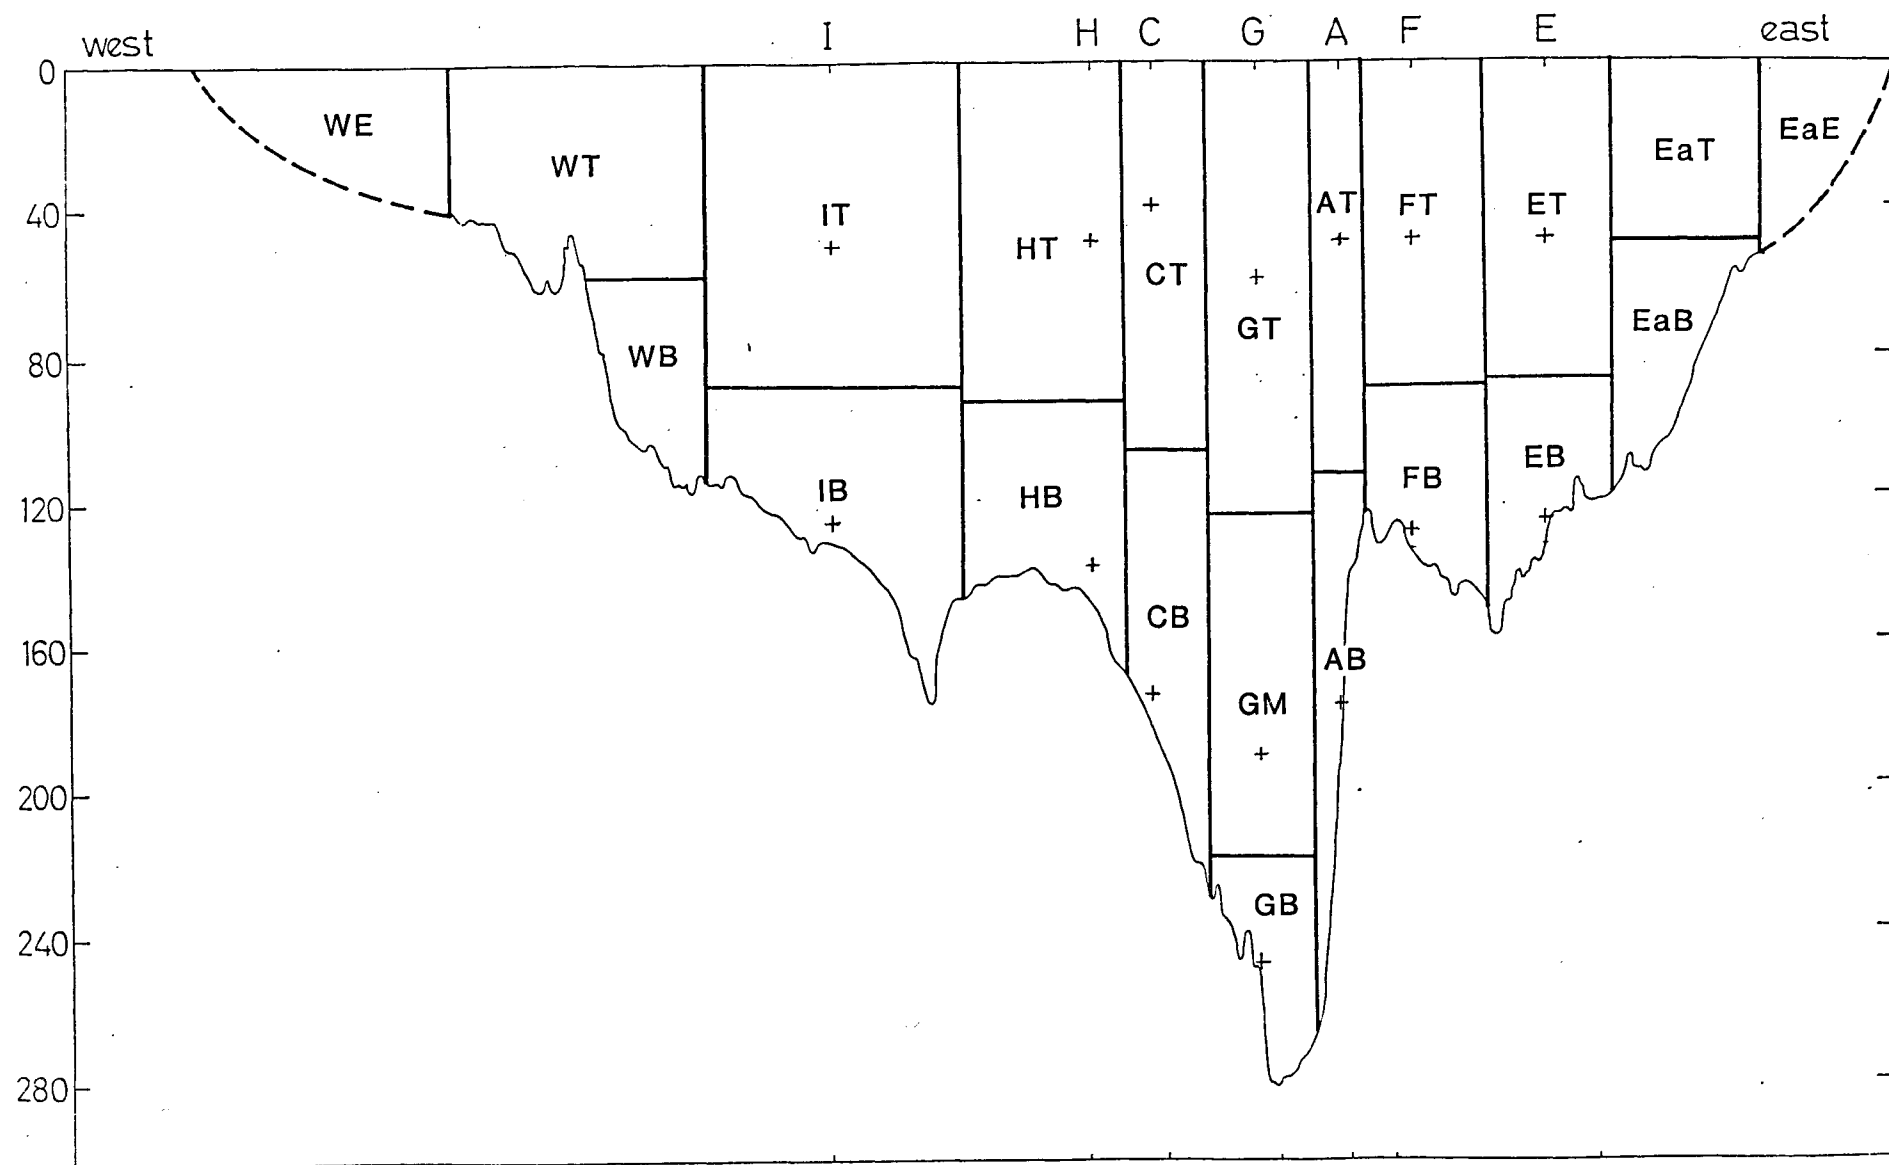 west I H C G A F E east
0
WE WT IT HT CT GT AT FT ET EaT EaE
40
80
WB EaB
120
IB HB FB EB
160
CB GM AB
200
240
GB
280